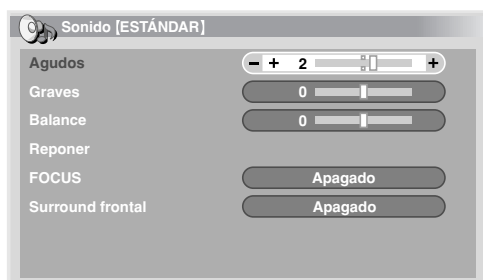 Sonido [ESTÁNDAR]
Agudos − + 2 +
Graves 0
Balance 0
Reponer
FOCUS Apagado
Surround frontal Apagado